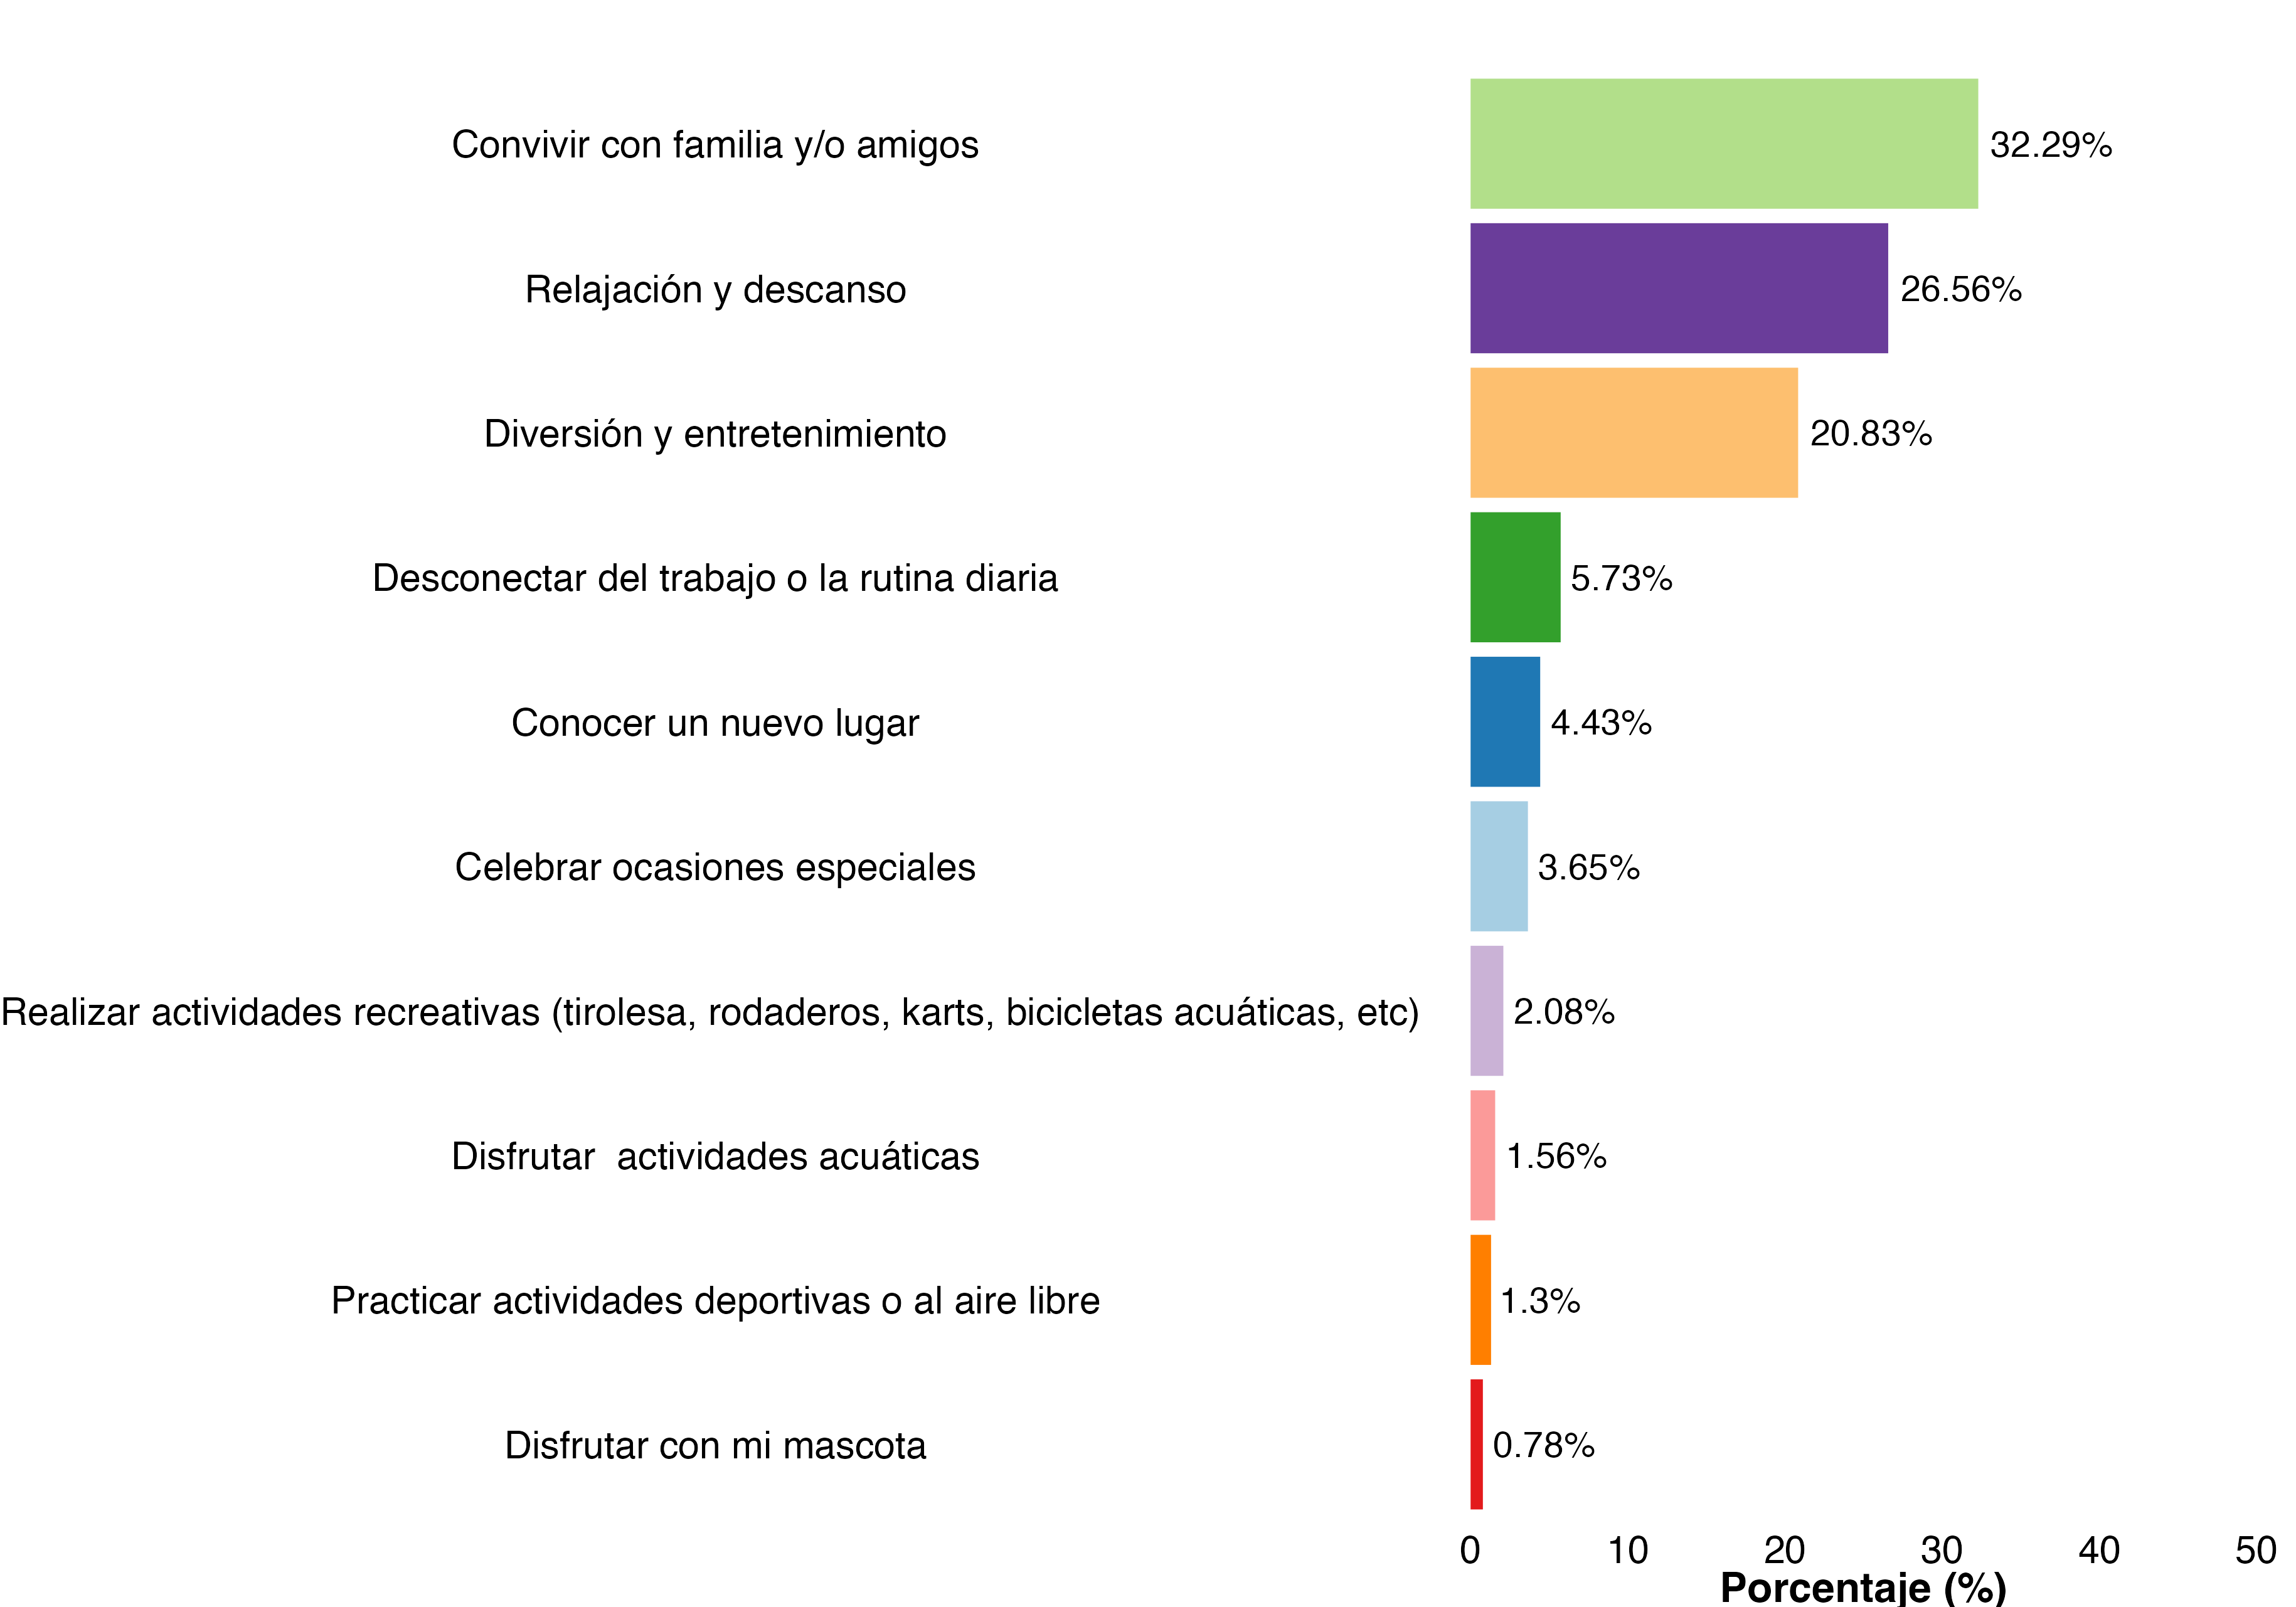 Convivir con familia y/o amigos 32.29%
Relajación y descanso 26.56%
Diversión y entretenimiento 20.83%
Desconectar del trabajo o la rutina diaria 5.73%
Conocer un nuevo lugar 4.43%
Celebrar ocasiones especiales 3.65%
Realizar actividades recreativas (tirolesa, rodaderos, karts, bicicletas acuáticas, etc) 2.08%
Disfrutar  actividades acuáticas 1.56%
Practicar actividades deportivas o al aire libre 1.3%
Disfrutar con mi mascota 0.78%
0 10 20 30 40 50
Porcentaje (%)